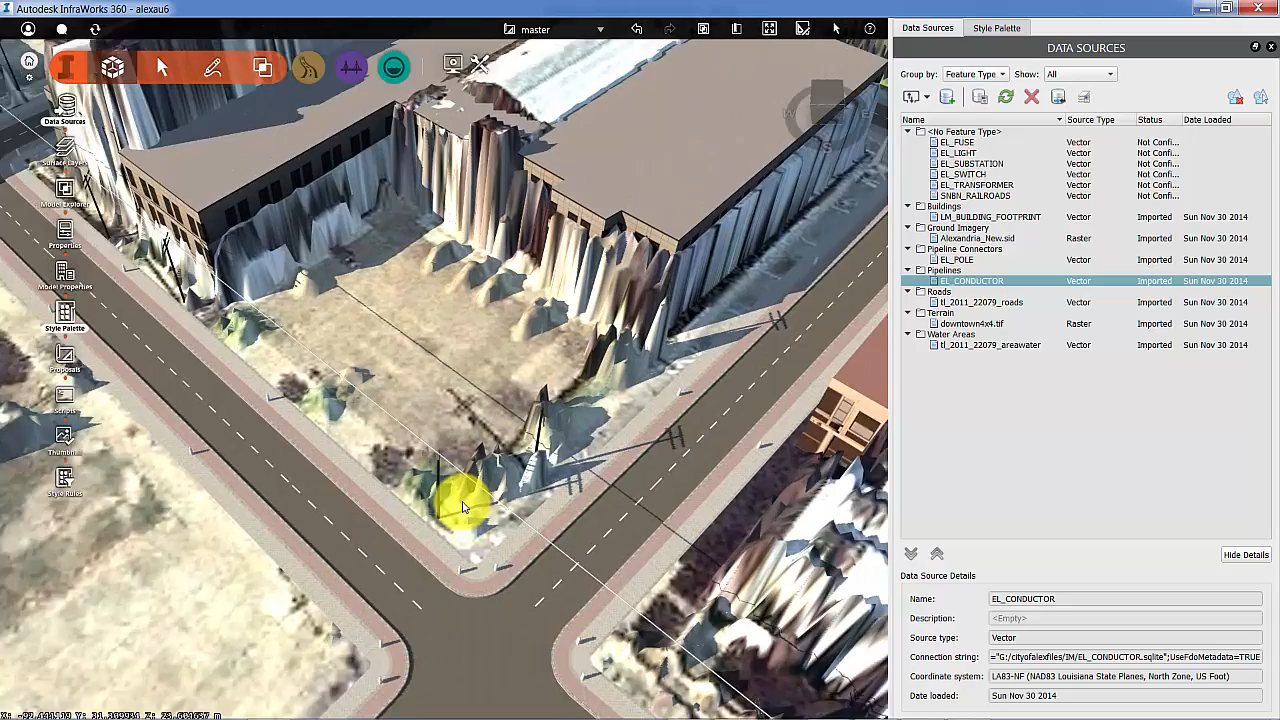 Autodesk InfraWorks 360 - alexau6
master
Data Sources
Style Palette
DATA SOURCES
Group by: Feature Type Show: All
Name Source Type Status Date Loaded
<No Feature Type>
EL_FUSE Vector Not Confi...
EL_LIGHT Vector Not Confi...
EL_SUBSTATION Vector Not Confi...
EL_SWITCH Vector Not Confi...
EL_TRANSFORMER Vector Not Confi...
SNBN_RAILROADS Vector Not Confi...
Buildings
LM_BUILDING_FOOTPRINT Vector Imported Sun Nov 30 2014
Ground Imagery
Alexandria_New.sid Raster Imported Sun Nov 30 2014
Pipeline Connectors
EL_POLE Vector Imported Sun Nov 30 2014
Pipelines
EL_CONDUCTOR Vector Imported Sun Nov 30 2014
Roads
tl_2011_22079_roads Vector Imported Sun Nov 30 2014
Terrain
downtown4x4.tif Raster Imported Sun Nov 30 2014
Water Areas
tl_2011_22079_areawater Vector Imported Sun Nov 30 2014
Hide Details
Data Source Details
Name: EL_CONDUCTOR
Description: <Empty>
Source type: Vector
Connection string: ="G:/cityofalexfiles/IM/EL_CONDUCTOR.sqlite";UseFdoMetadata=TRUE
Coordinate system: LA83-NF (NAD83 Louisiana State Planes, North Zone, US Foot)
Date loaded: Sun Nov 30 2014
Data Sources
Surface Layers
Model Explorer
Properties
Model Properties
Style Palette
Proposals
Scripts
Style Rules